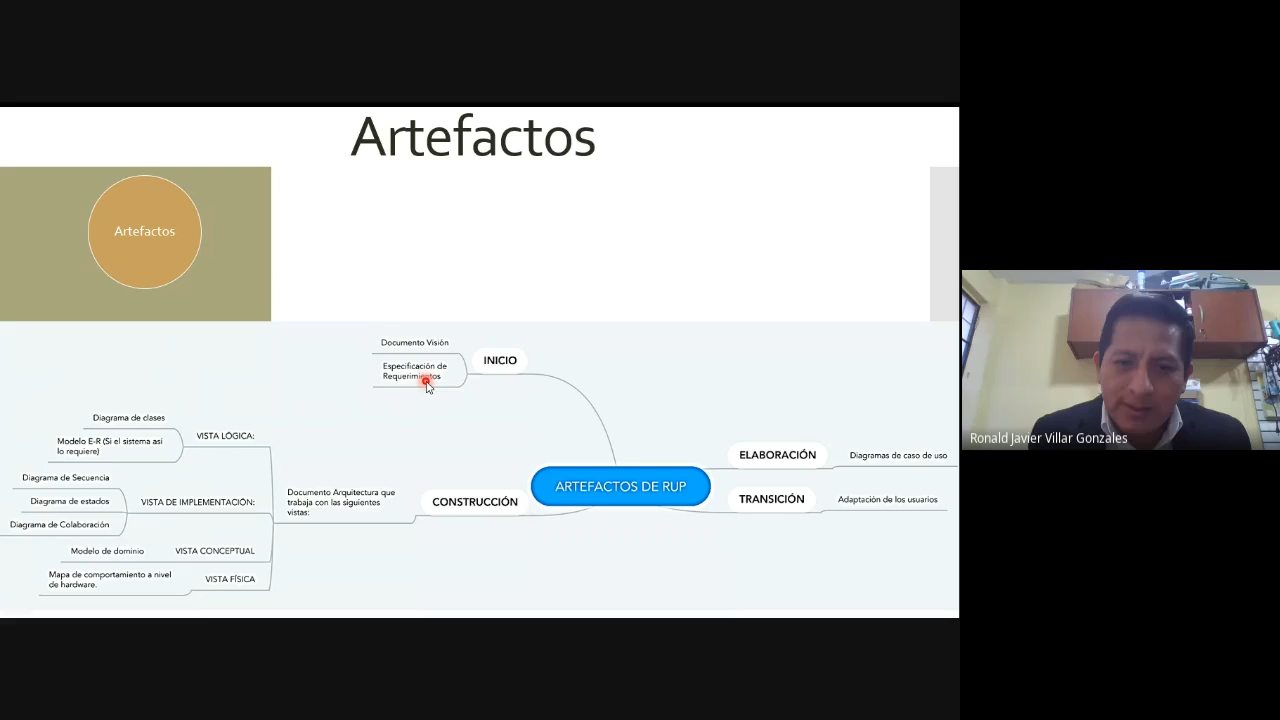 Artefactos
Artefactos
Documento Visión
Especificación de
Requerimientos
INICIO
Diagrama de clases
Modelo E-R (Si el sistema así
lo requiere)
VISTA LÓGICA:
Diagrama de Secuencia
Diagrama de estados
Diagrama de Colaboración
VISTA DE IMPLEMENTACIÓN:
Modelo de dominio
VISTA CONCEPTUAL
Mapa de comportamiento a nivel
de hardware.
VISTA FÍSICA
Documento Arquitectura que
trabaja con las siguientes
vistas:
CONSTRUCCIÓN
ARTEFACTOS DE RUP
ELABORACIÓN
Diagramas de caso de uso
TRANSICIÓN
Adaptación de los usuarios
Ronald Javier Villar Gonzales